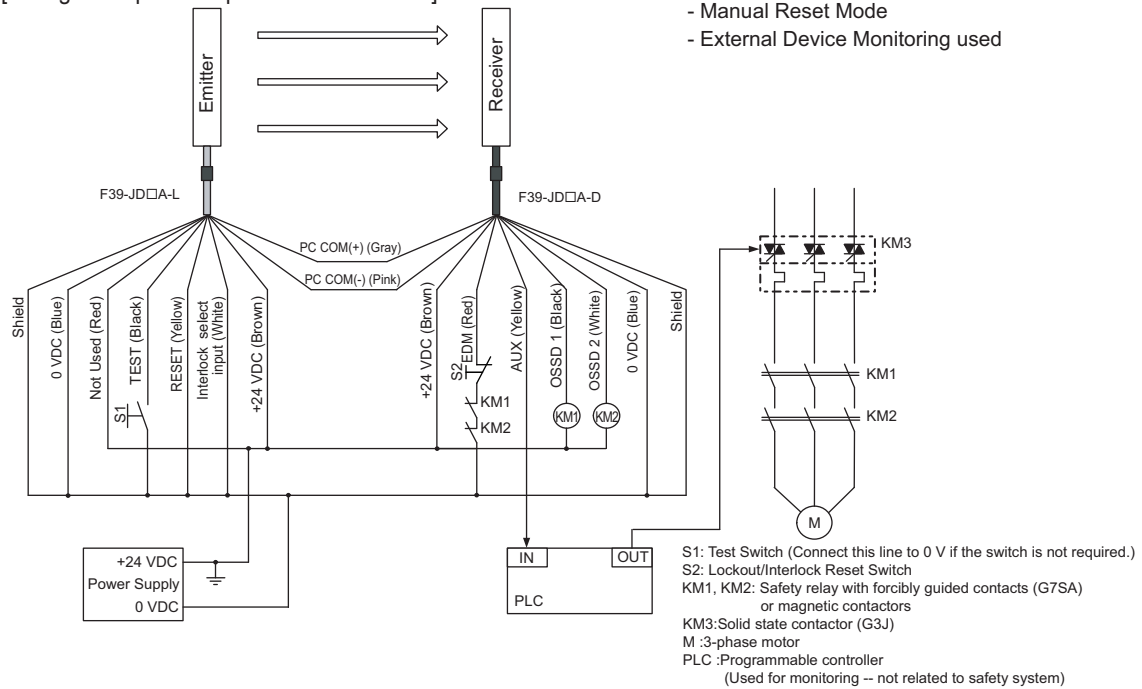 - Manual Reset Mode
- External Device Monitoring used
Emitter
Receiver
F39-JD□A-L
F39-JD□A-D
PC COM(+) (Gray)
PC COM(-) (Pink)
Shield
0 VDC (Blue)
Not Used (Red)
TEST (Black)
RESET (Yellow)
Interlock select
input (White)
+24 VDC (Brown)
+24 VDC (Brown)
EDM (Red)
AUX (Yellow)
OSSD 1 (Black)
OSSD 2 (White)
0 VDC (Blue)
Shield
S1
S2
KM1
KM2
KM1
KM2
KM3
KM1
KM2
M
+24 VDC
Power Supply
0 VDC
IN
OUT
PLC
S1: Test Switch (Connect this line to 0 V if the switch is not required.)
S2: Lockout/Interlock Reset Switch
KM1, KM2: Safety relay with forcibly guided contacts (G7SA)
or magnetic contactors
KM3:Solid state contactor (G3J)
M :3-phase motor
PLC :Programmable controller
(Used for monitoring -- not related to safety system)